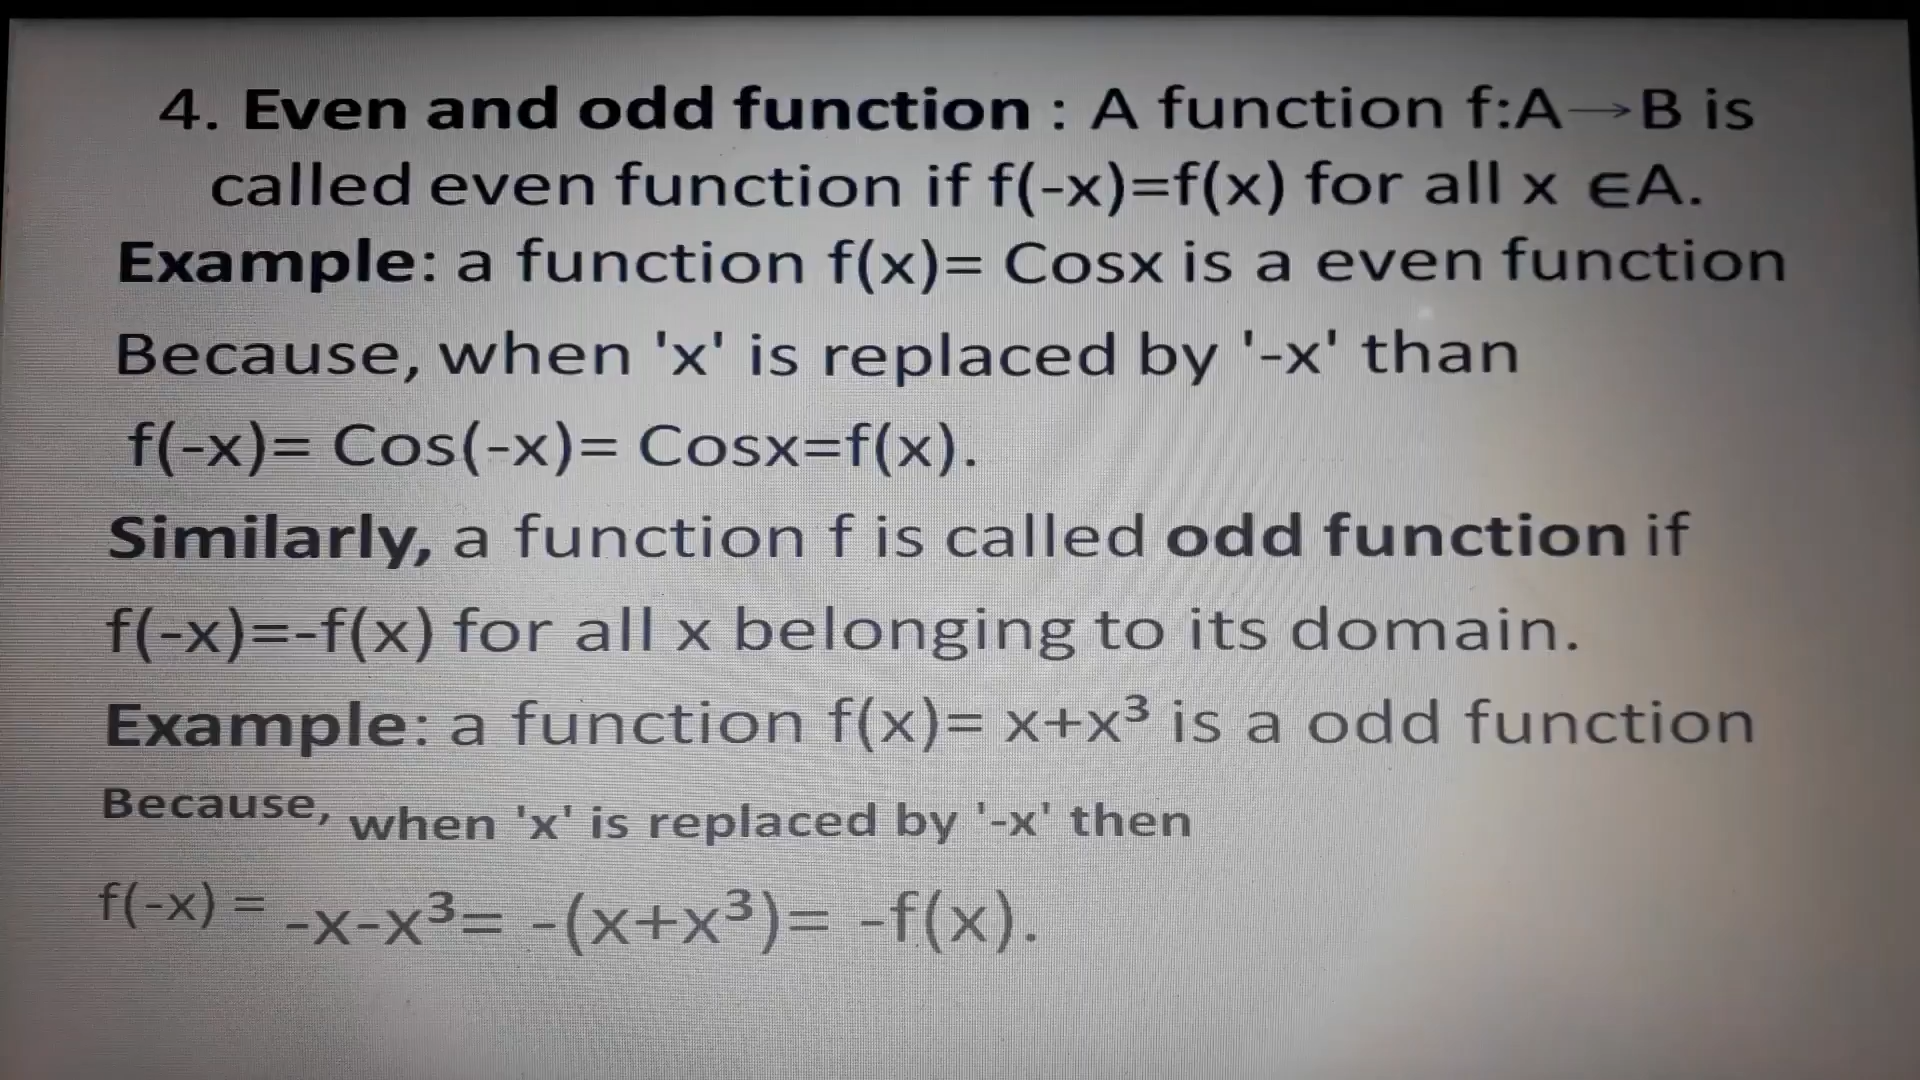 4. Even and odd function : A function f:A→B is
called even function if f(-x)=f(x) for all x ∈A.
Example: a function f(x)= Cosx is a even function
Because, when 'x' is replaced by '-x' than
f(-x)= Cos(-x)= Cosx=f(x).
Similarly, a function f is called odd function if
f(-x)=-f(x) for all x belonging to its domain.
Example: a function f(x)= x+x³ is a odd function
Because, when 'x' is replaced by '-x' then
f(-x) = -x-x³= -(x+x³)= -f(x).